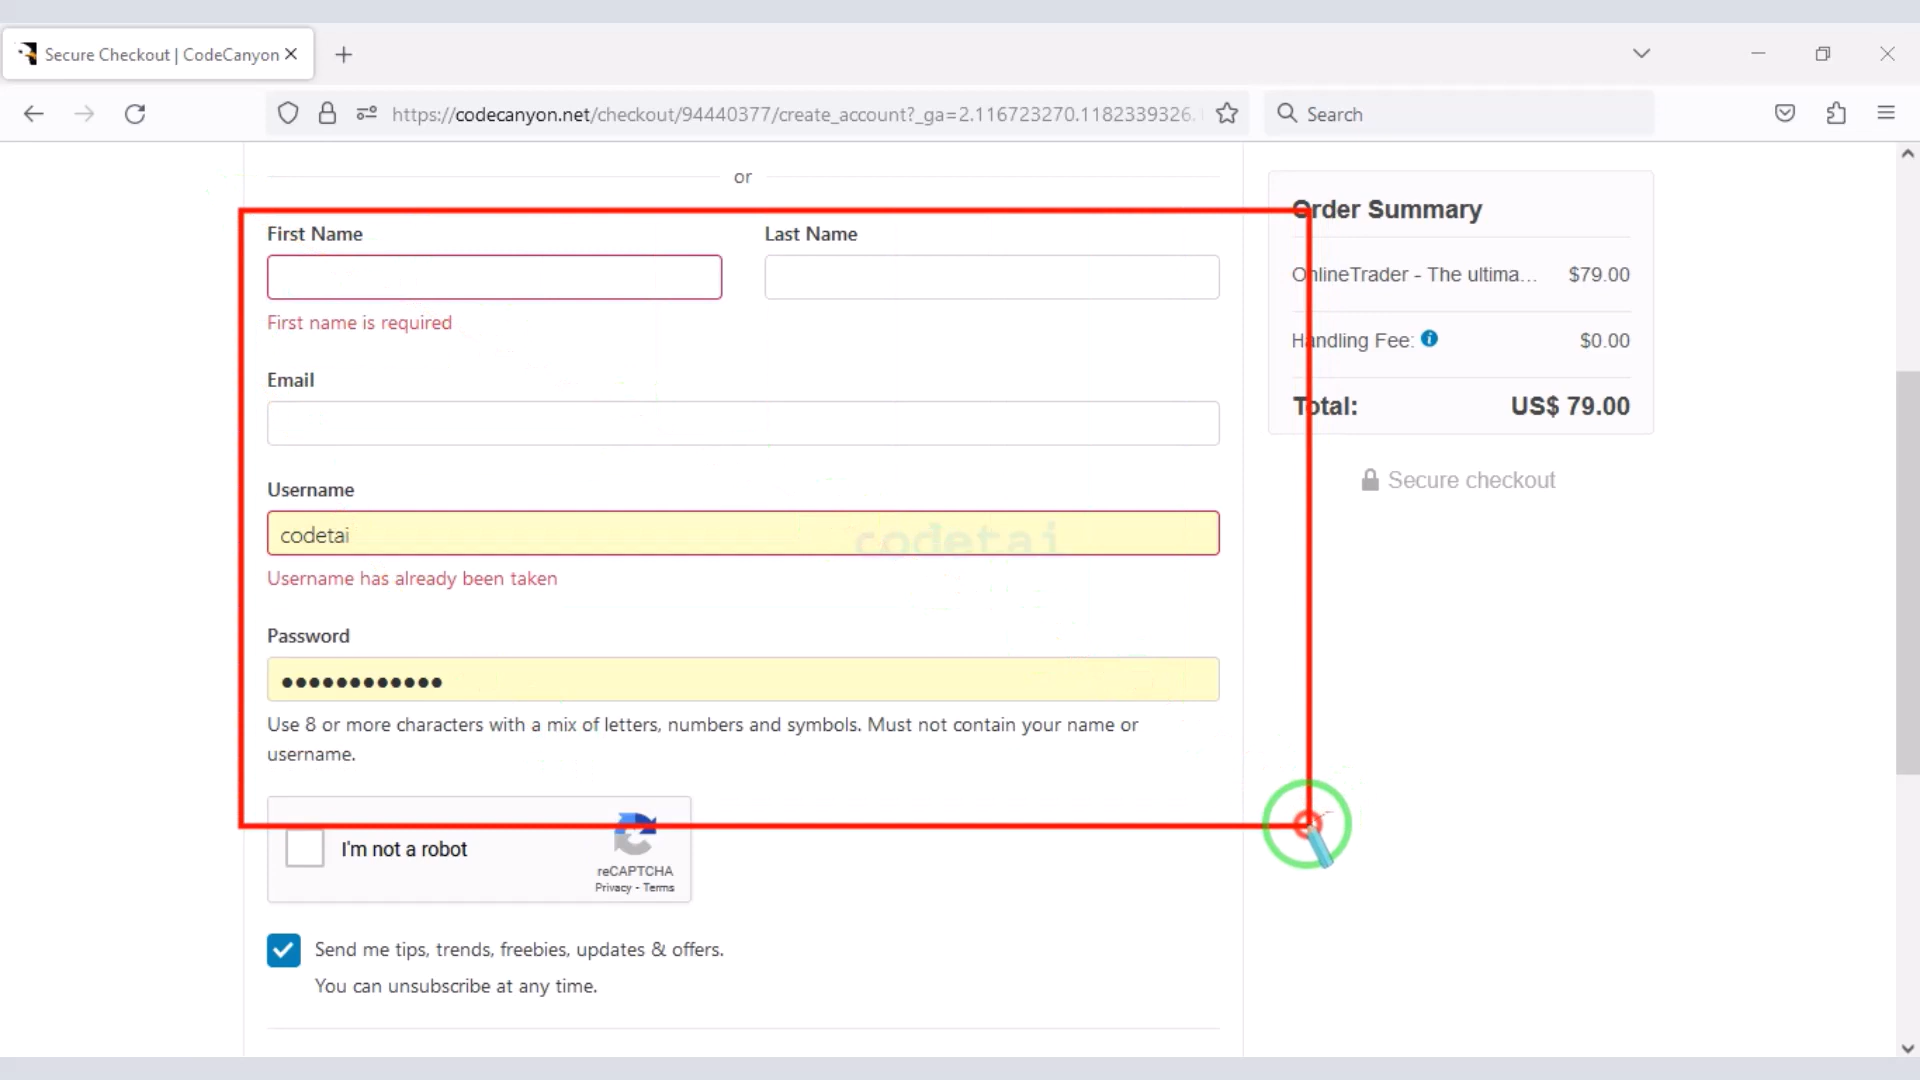 Secure Checkout | CodeCanyon
https://codecanyon.net/checkout/94440377/create_account?_ga=2.116723270.1182339326.
Search
or
First Name
Last Name
First name is required
Email
Username
codetai
codetai
Username has already been taken
Password
Use 8 or more characters with a mix of letters, numbers and symbols. Must not contain your name or
username.
I'm not a robot
reCAPTCHA
Privacy - Terms
Send me tips, trends, freebies, updates & offers.
You can unsubscribe at any time.
Order Summary
OnlineTrader - The ultima... $79.00
Handling Fee: $0.00
Total: US$ 79.00
Secure checkout